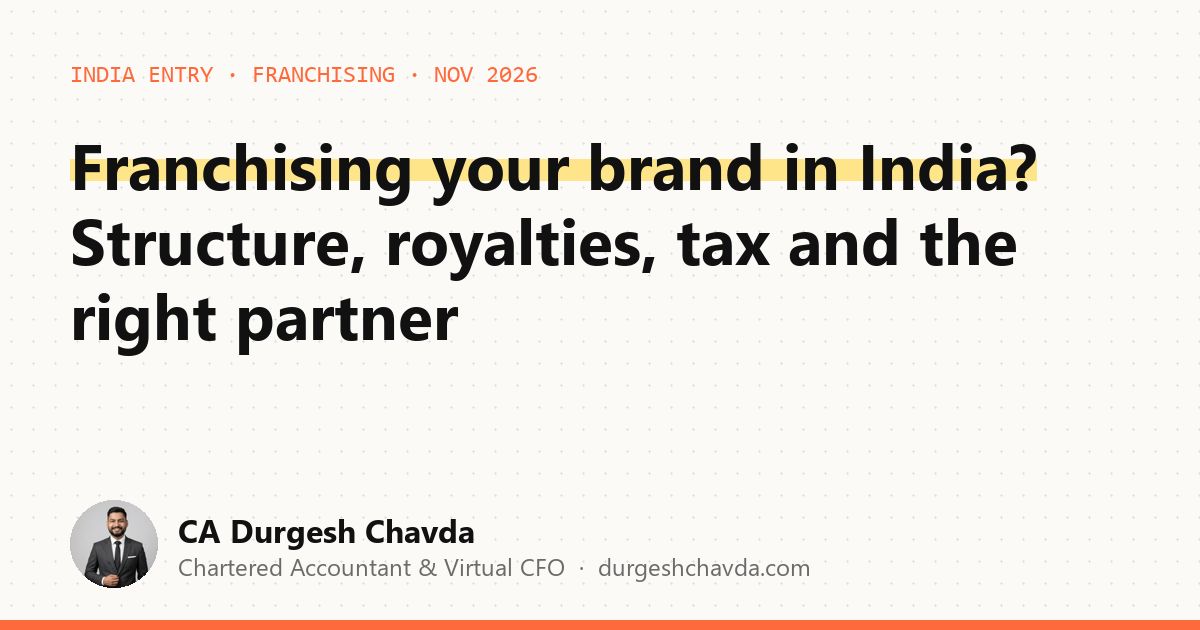 INDIA ENTRY · FRANCHISING · NOV 2026
Franchising your brand in India?
Structure, royalties, tax and the
right partner
CA Durgesh Chavda
Chartered Accountant & Virtual CFO · durgeshchavda.com